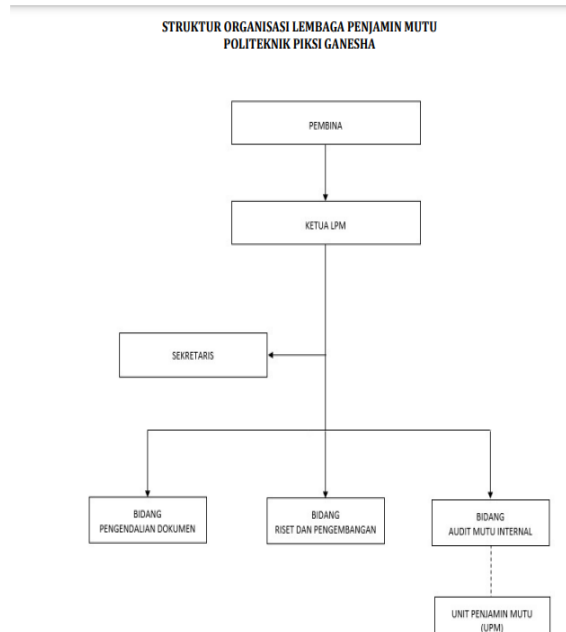 STRUKTUR ORGANISASI LEMBAGA PENJAMIN MUTU
POLITEKNIK PIKSI GANESHA
PEMBINA
KETUA LPM
SEKRETARIS
BIDANG
PENGENDALIAN DOKUMEN
BIDANG
RISET DAN PENGEMBANGAN
BIDANG
AUDIT MUTU INTERNAL
UNIT PENJAMIN MUTU
(UPM)